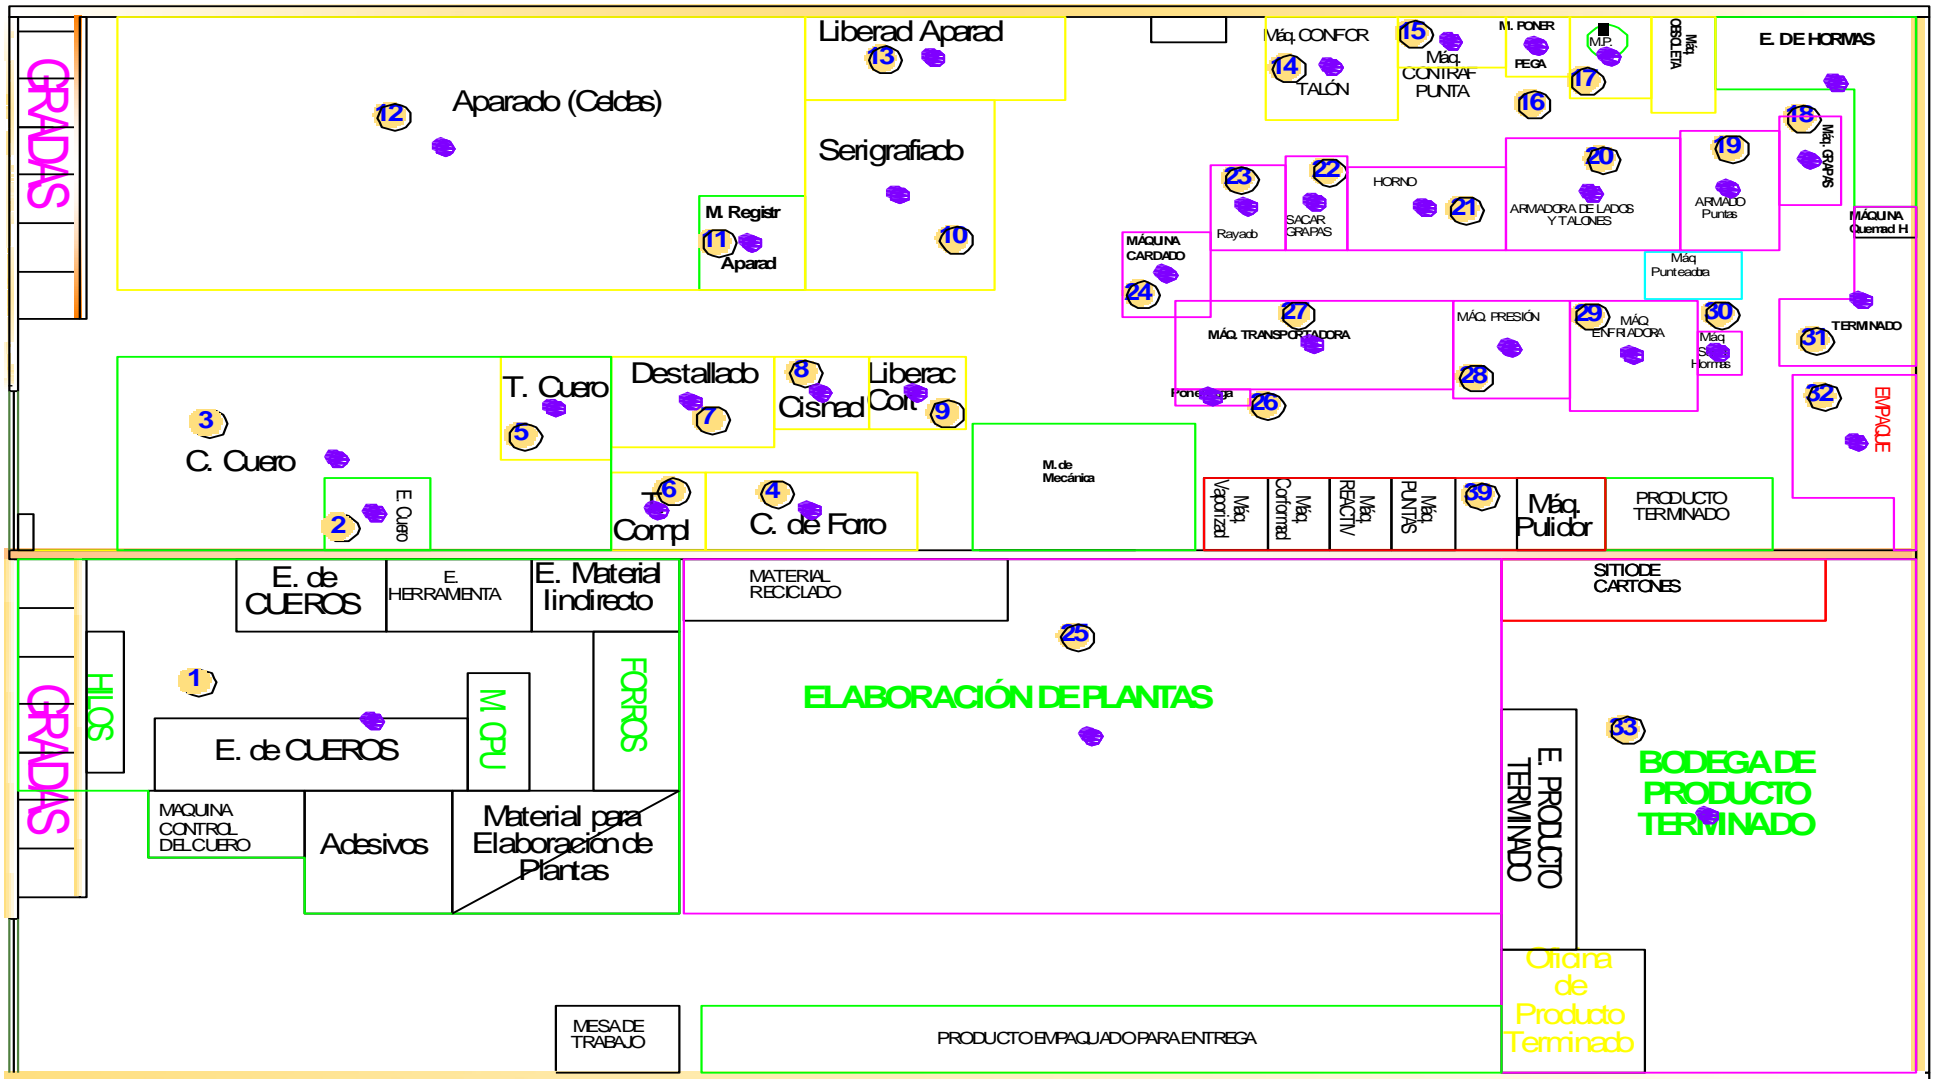 GRADAS
12
Aparado (Celdas)
Liberad Aparad
13
Serigrafiado
10
M. Registr
11
Aparad
Máq. CONFOR
14
TALÓN
15
Máq.
CONTRAF
PUNTA
M. PONER
PEGA
16
M.P.
17
Máq.
OBSOLETA
E. DE HORMAS
18
Máq. GRAPAS
19
ARMADO
Puntas
20
ARMADORA DE LADOS
Y TALONES
HORNO
21
22
SACAR
GRAPAS
23
Rayado
MÁQUINA
CARDADO
24
MÁQUINA
Quemad H.
Máq
Punteadora
27
MÁQ. TRANSPORTADORA
MÁQ. PRESIÓN
28
29
MÁQ.
ENFRIADORA
30
Máq
Hormas
TERMINADO
31
26
32
EMPAQUE
3
C. Cuero
T. Cuero
5
Destallado
7
8
Cisnad
Liberac
Cort
9
E. Cuero
2
T.
6
Compl
4
C. de Forro
M. de
Mecánica
Máq.
Vaporizad
Máq.
Conformad
Máq.
REACTIV
Máq.
PUNTAS
39
Máq.
Pulidor
PRODUCTO
TERMINADO
GRADAS
HILOS
E. de
CUEROS
E.
HERRAMIENTA
E. Material
Iindirecto
1
FORROS
M. CPU
E. de CUEROS
MAQUINA
CONTROL
DEL CUERO
Adesivos
Material para
Elaboración de
Plantas
MATERIAL
RECICLADO
25
ELABORACIÓN DE PLANTAS
SITIO DE
CARTONES
33
BODEGA DE
PRODUCTO
TERMINADO
E. PRODUCTO
TERMINADO
Oficina
de
Producto
Terminado
MESA DE
TRABAJO
PRODUCTO EMPAQUADO PARA ENTREGA